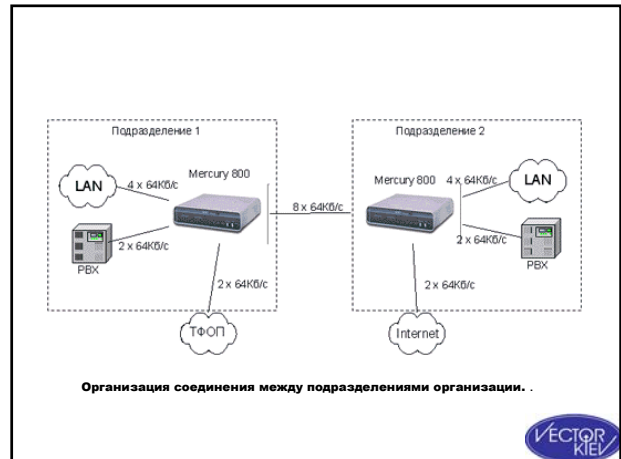 Подразделение 1
Подразделение 2
LAN
4 x 64Кб/с
Mercury 800
8 x 64Кб/с
Mercury 800
4 x 64Кб/с
LAN
PBX
2 x 64Кб/с
2 x 64Кб/с
PBX
2 x 64Кб/с
2 x 64Кб/с
ТФОП
Internet
Организация соединения между подразделениями организации. .
VECTOR
KIEV